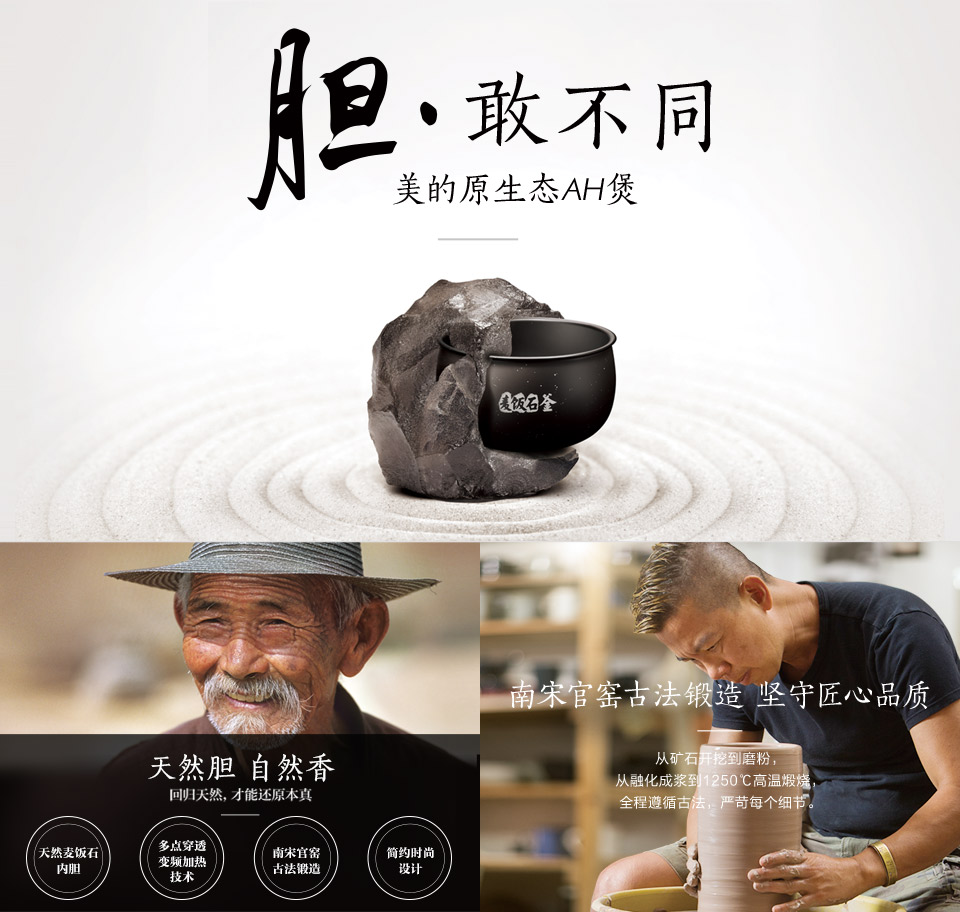 胆·敢不同
美的原生态AH煲
麦饭石釜
天然胆 自然香
回归天然,才能还原本真
天然麦饭石
内胆
多点穿透
变频加热
技术
南宋官窑
古法锻造
简约时尚
设计
南宋官窑古法锻造 坚守匠心品质
从矿石开挖到磨粉,
从融化成浆到1250℃高温煅烧,
全程遵循古法,严苛每个细节。